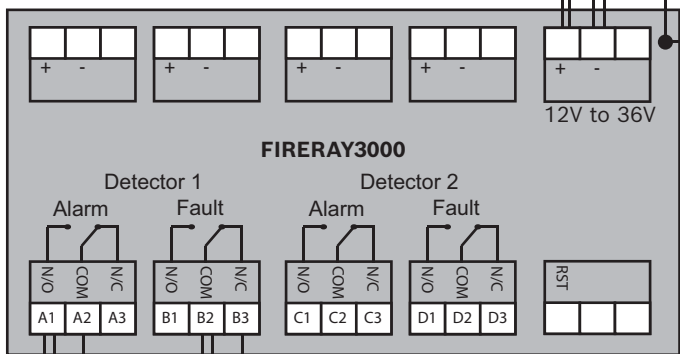 + - + - + - + - + -
12V to 36V
FIRERAY3000
Detector 1 Detector 2
Alarm Fault Alarm Fault
N/O COM N/C N/O COM N/C N/O COM N/C N/O COM N/C RST
A1 A2 A3 B1 B2 B3 C1 C2 C3 D1 D2 D3